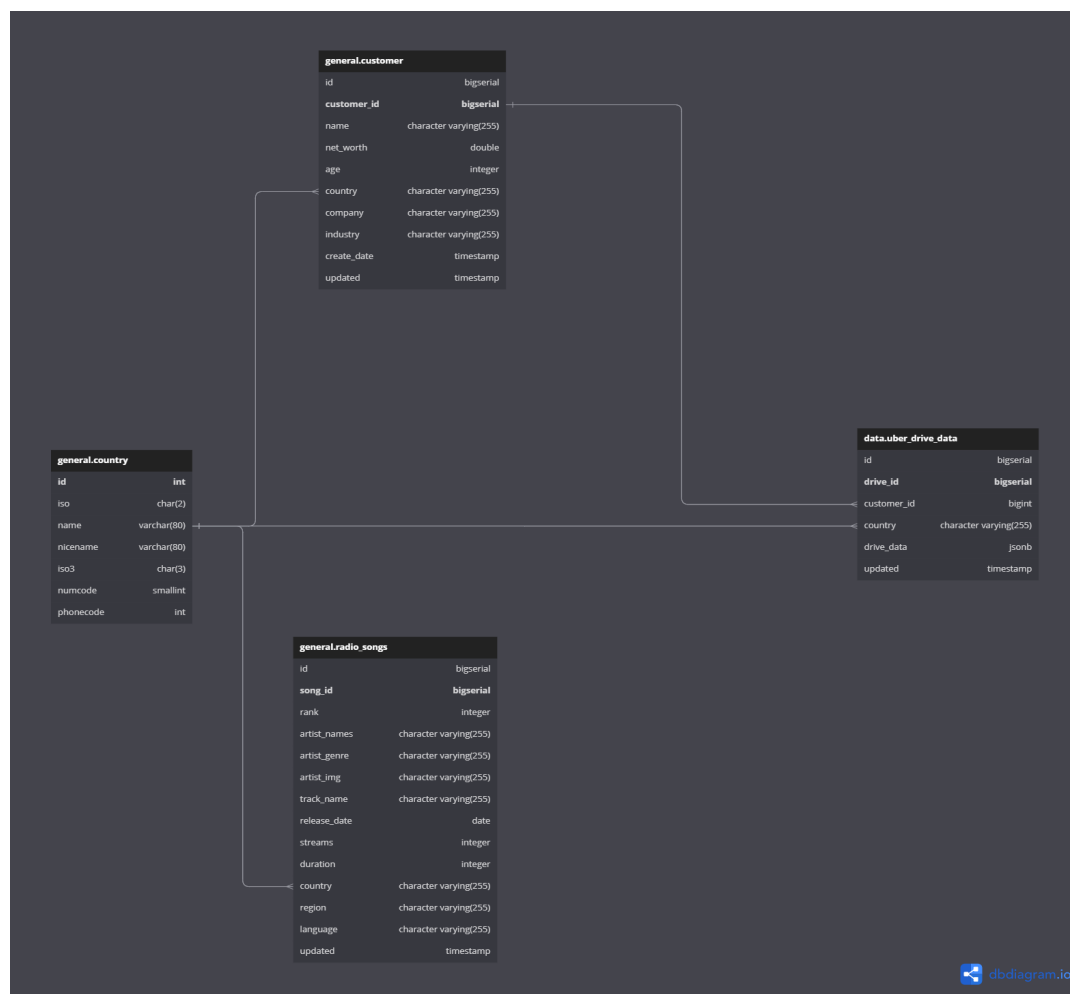 general.customer
id bigserial
customer_id bigserial
name character varying(255)
net_worth double
age integer
country character varying(255)
company character varying(255)
industry character varying(255)
create_date timestamp
updated timestamp
general.country
id int
iso char(2)
name varchar(80)
nicename varchar(80)
iso3 char(3)
numcode smallint
phonecode int
data.uber_drive_data
id bigserial
drive_id bigserial
customer_id bigint
country character varying(255)
drive_data jsonb
updated timestamp
general.radio_songs
id bigserial
song_id bigserial
rank integer
artist_names character varying(255)
artist_genre character varying(255)
artist_img character varying(255)
track_name character varying(255)
release_date date
streams integer
duration integer
country character varying(255)
region character varying(255)
language character varying(255)
updated timestamp
dbdiagram.io